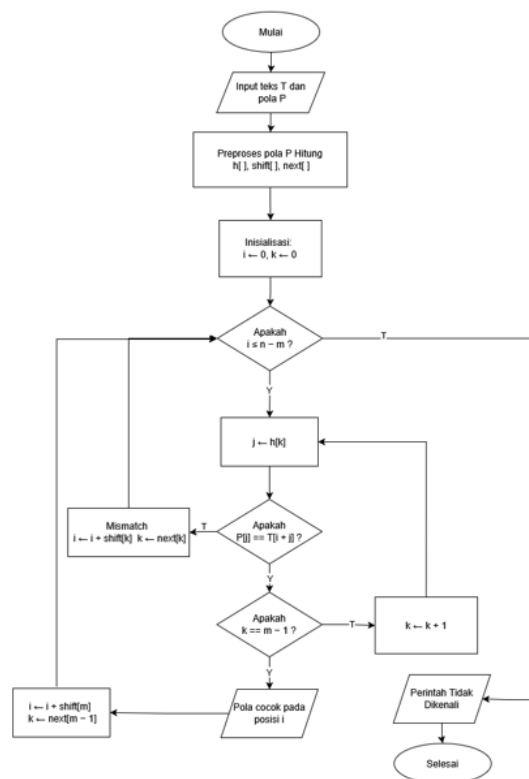 Mulai
Input teks T dan
pola P
Preproses pola P Hitung
h[ ], shift[ ], next[ ]
Inisialisasi:
i ← 0, k ← 0
Apakah
i ≤ n − m ?
T
Y
j ← h[k]
Mismatch
i ← i + shift[k] k ← next[k]
T
Apakah
P[j] == T[i + j] ?
Y
Apakah
k == m − 1 ?
T
k ← k + 1
Y
i ← i + shift[m]
k ← next[m − 1]
Pola cocok pada
posisi i
Perintah Tidak
Dikenali
Selesai